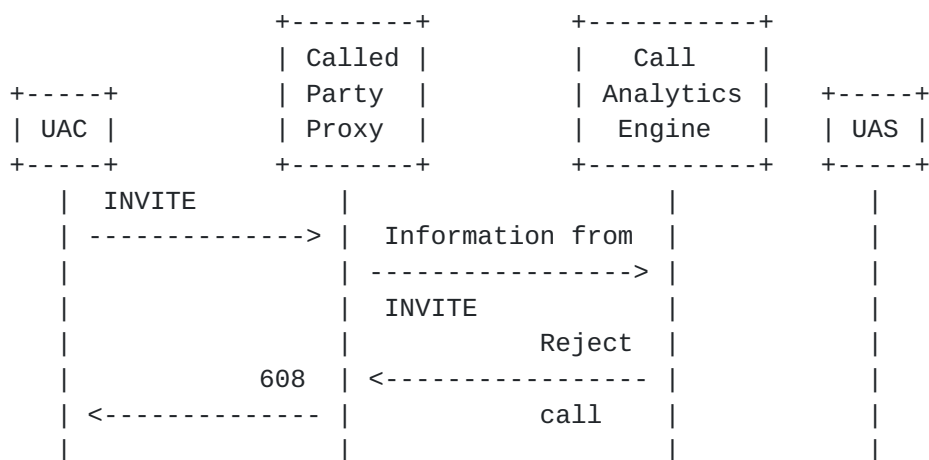 +--------+         +-----------+
                 | Called |         |   Call    |
+-----+          | Party  |         | Analytics |   +-----+
| UAC |          | Proxy  |         |  Engine   |   | UAS |
+-----+          +--------+         +-----------+   +-----+
   |  INVITE         |                    |            |
   | --------------> |  Information from  |            |
   |                 | -----------------> |            |
   |                 |  INVITE            |            |
   |                 |            Reject  |            |
   |            608  | <----------------- |            |
   | <-------------- |            call    |            |
   |                 |                    |            |